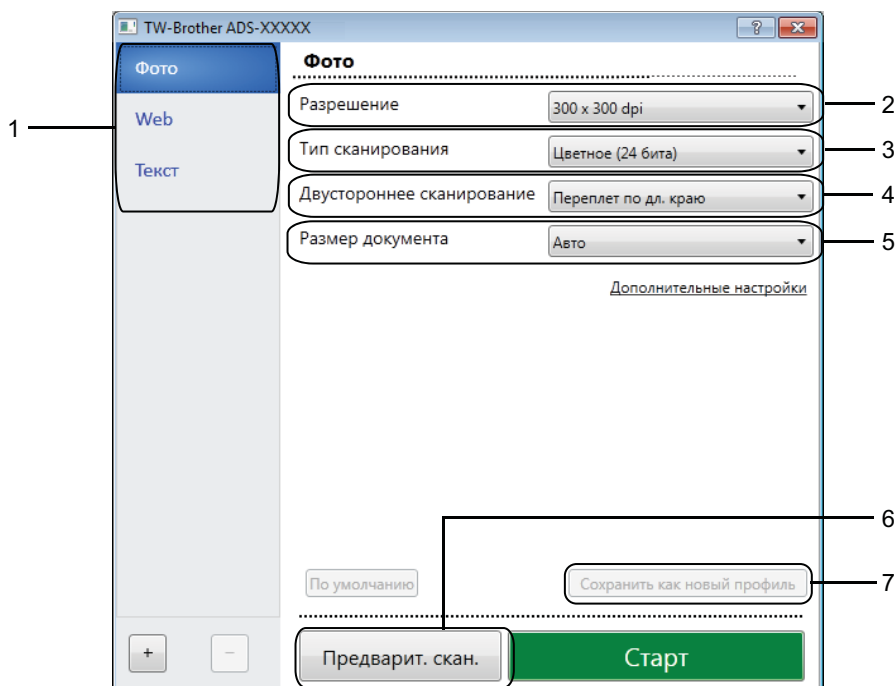 TW-Brother ADS-XXXXX
Фото
Web
Текст
Фото
Разрешение 300 x 300 dpi
Тип сканирования Цветное (24 бита)
Двустороннее сканирование Переплет по дл. краю
Размер документа Авто
Дополнительные настройки
По умолчанию Сохранить как новый профиль
+ − Предварит. скан. Старт
1
2
3
4
5
6
7